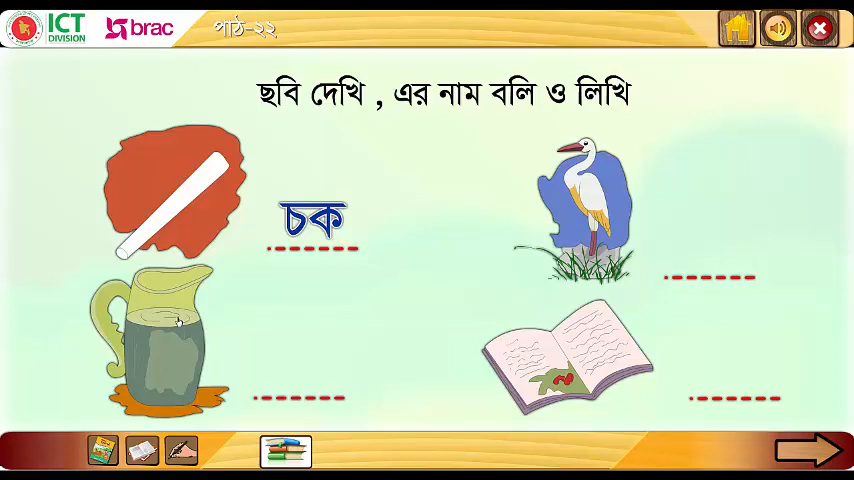 ICT
DIVISION
brac
পাঠ-২২
ছবি দেখি , এর নাম বলি ও লিখি
চক